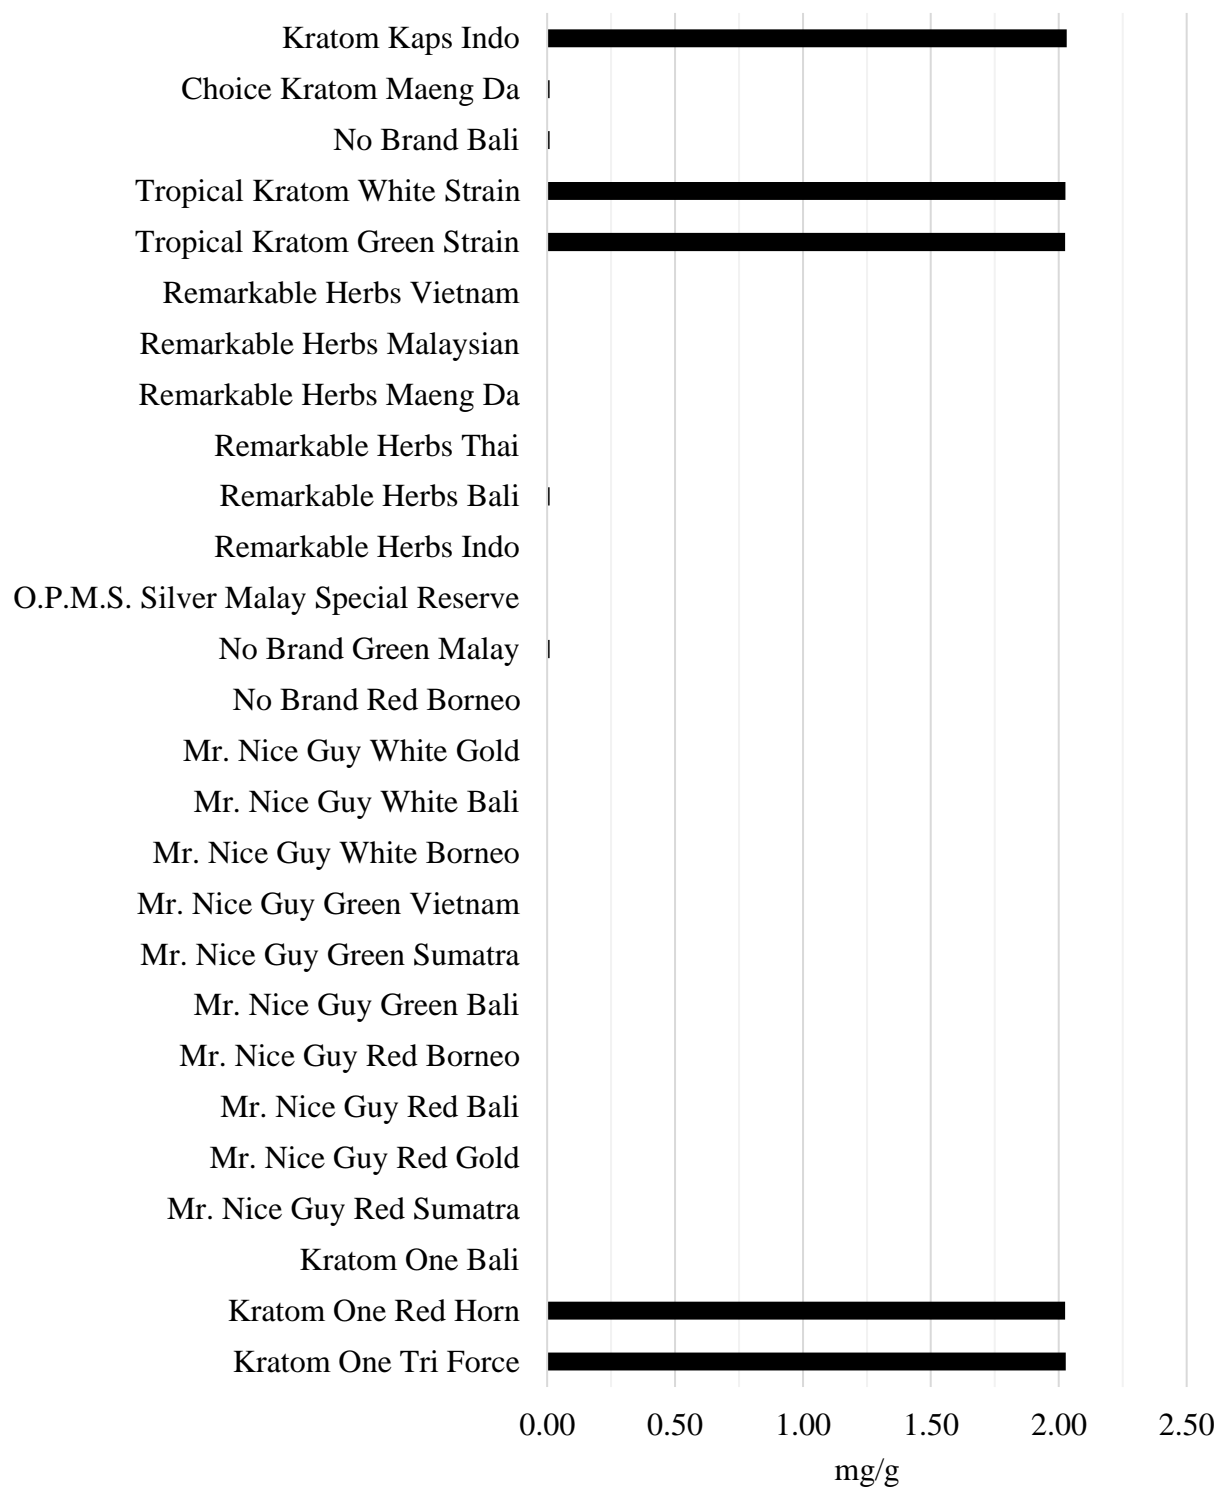 Kratom Kaps Indo
Choice Kratom Maeng Da
No Brand Bali
Tropical Kratom White Strain
Tropical Kratom Green Strain
Remarkable Herbs Vietnam
Remarkable Herbs Malaysian
Remarkable Herbs Maeng Da
Remarkable Herbs Thai
Remarkable Herbs Bali
Remarkable Herbs Indo
O.P.M.S. Silver Malay Special Reserve
No Brand Green Malay
No Brand Red Borneo
Mr. Nice Guy White Gold
Mr. Nice Guy White Bali
Mr. Nice Guy White Borneo
Mr. Nice Guy Green Vietnam
Mr. Nice Guy Green Sumatra
Mr. Nice Guy Green Bali
Mr. Nice Guy Red Borneo
Mr. Nice Guy Red Bali
Mr. Nice Guy Red Gold
Mr. Nice Guy Red Sumatra
Kratom One Bali
Kratom One Red Horn
Kratom One Tri Force
0.00 0.50 1.00 1.50 2.00 2.50
mg/g